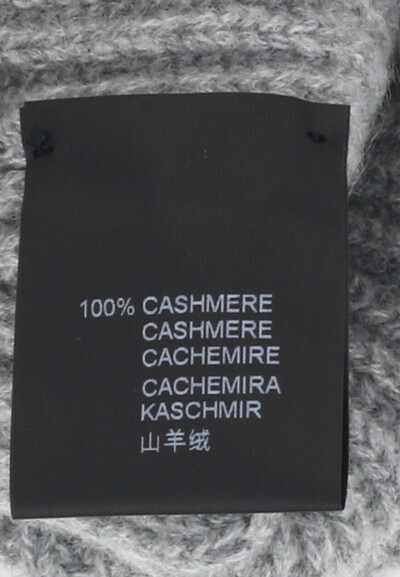 100% CASHMERE
CASHMERE
CACHEMIRE
CACHEMIRA
KASCHMIR
山羊绒